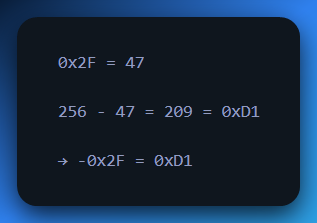 0x2F = 47
256 - 47 = 209 = 0xD1
→ -0x2F = 0xD1